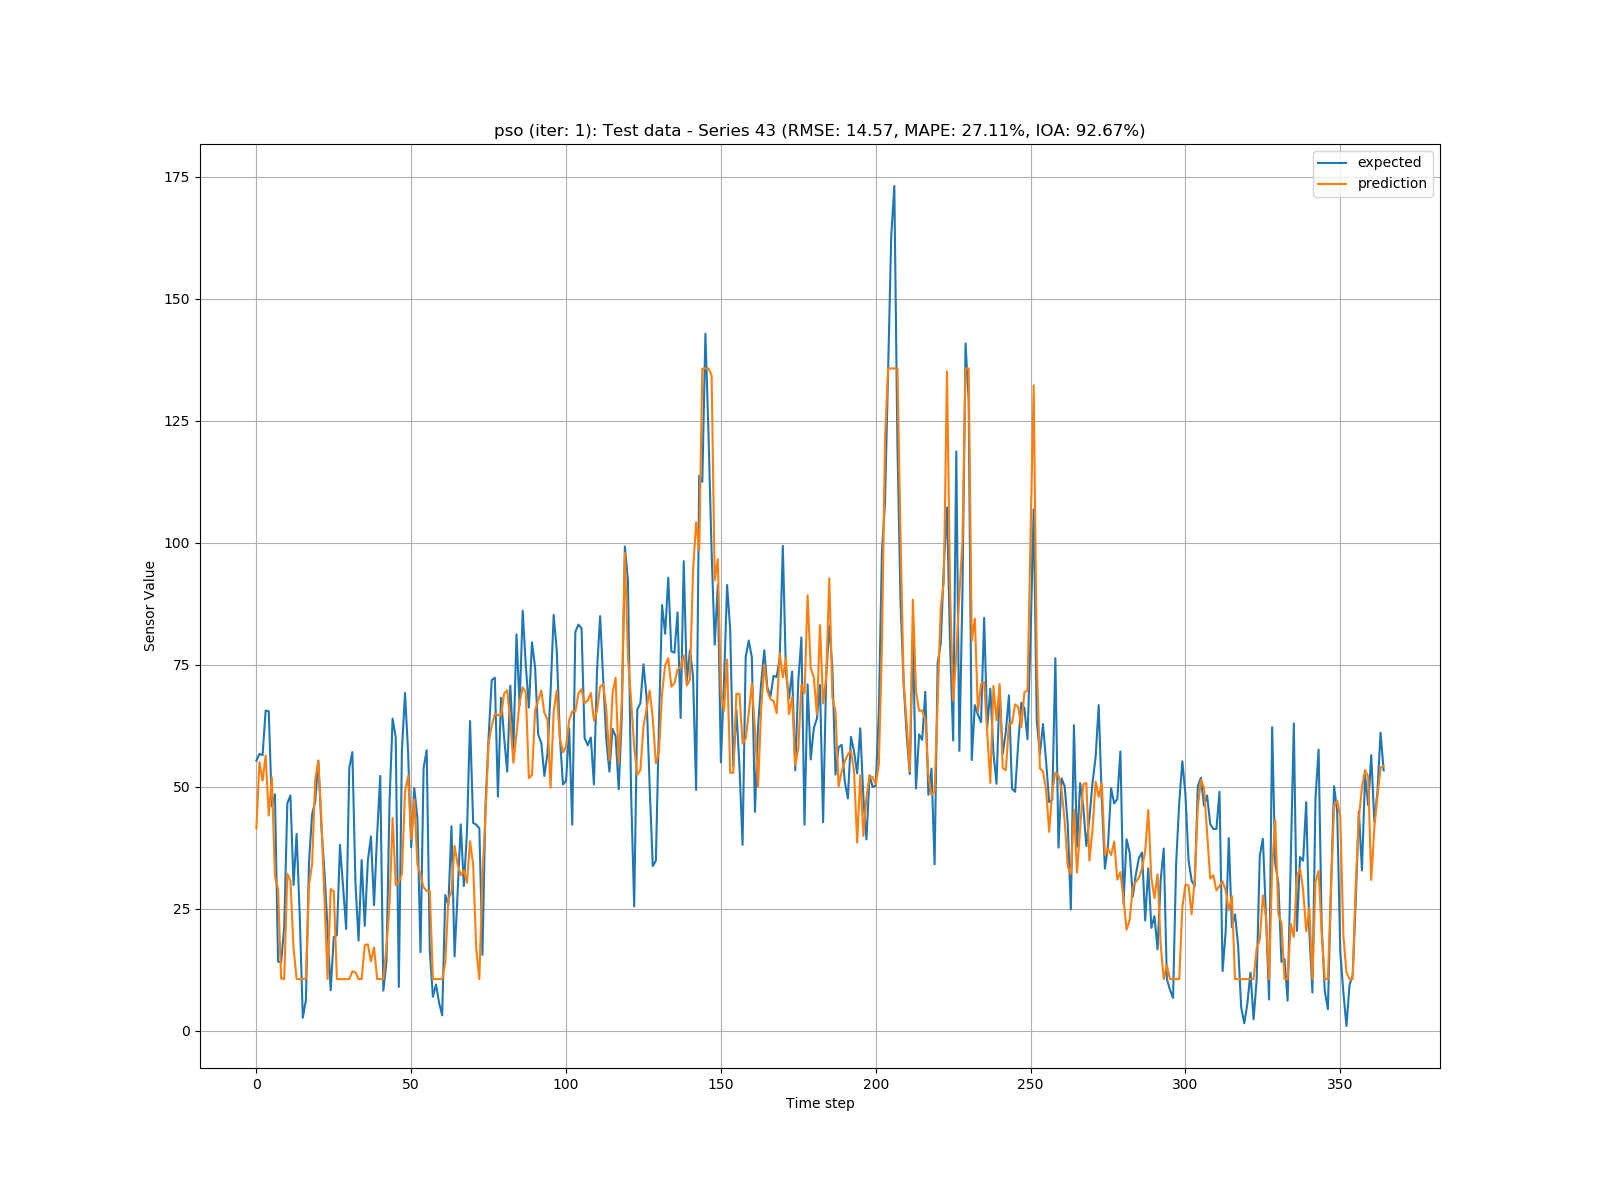 pso (iter: 1): Test data - Series 43 (RMSE: 14.57, MAPE: 27.11%, IOA: 92.67%)
expected
prediction
175
150
125
100
75
50
25
0
Sensor Value
0 50 100 150 200 250 300 350
Time step